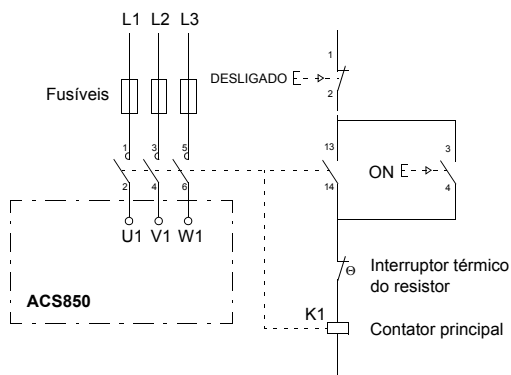 L1 L2 L3
1
DESLIGADO
2
Fusíveis
1 3 5
13
3
ON
2 4 6
14
4
U1 V1 W1
Θ
Interruptor térmico
do resistor
ACS850
K1
Contator principal